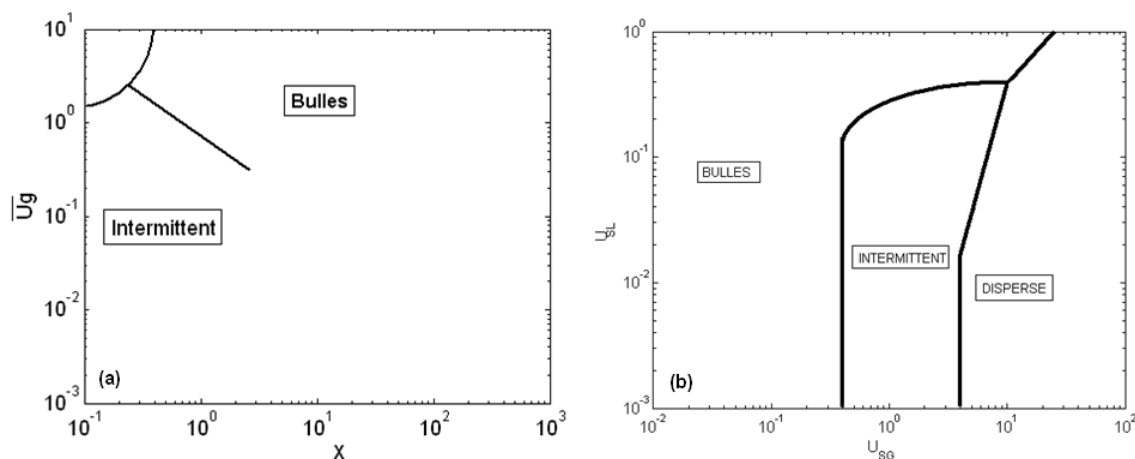 10^1
10^0
10^-1
10^-2
10^-3
Ug
Bulles
Intermittent
(a)
10^-1
10^0
10^1
10^2
10^3
X
10^0
10^-1
10^-2
10^-3
U_SL
BULLES
INTERMITTENT
DISPERSE
(b)
10^-2
10^-1
10^0
10^1
10^2
U_SG